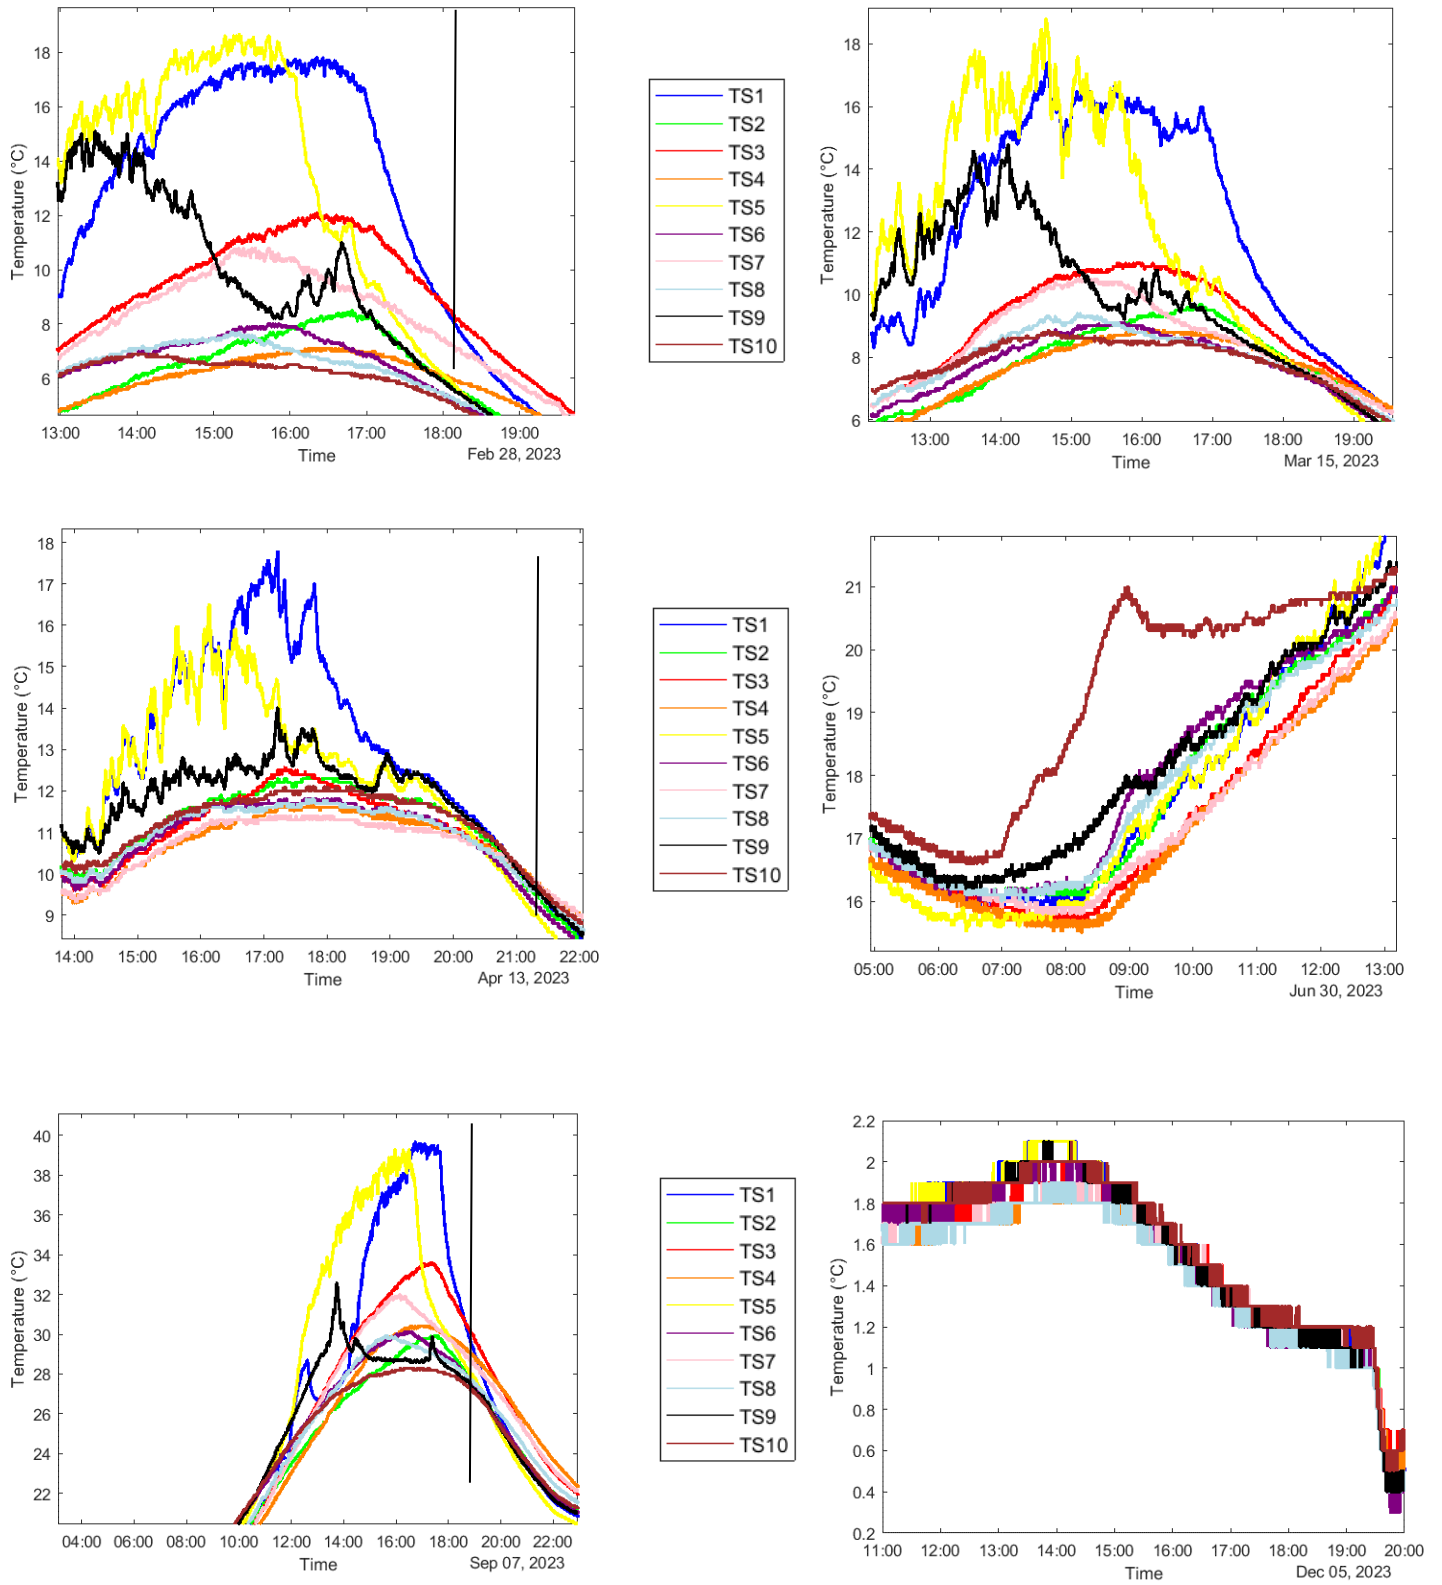 18
16
14
12
10
8
6
Temperature (°C)
13:00 14:00 15:00 16:00 17:00 18:00 19:00
Time
Feb 28, 2023
TS1
TS2
TS3
TS4
TS5
TS6
TS7
TS8
TS9
TS10
18
16
14
12
10
8
6
Temperature (°C)
13:00 14:00 15:00 16:00 17:00 18:00 19:00
Time
Mar 15, 2023
18
17
16
15
14
13
12
11
10
9
Temperature (°C)
14:00 15:00 16:00 17:00 18:00 19:00 20:00 21:00 22:00
Time
Apr 13, 2023
TS1
TS2
TS3
TS4
TS5
TS6
TS7
TS8
TS9
TS10
21
20
19
18
17
16
Temperature (°C)
05:00 06:00 07:00 08:00 09:00 10:00 11:00 12:00 13:00
Time
Jun 30, 2023
40
38
36
34
32
30
28
26
24
22
Temperature (°C)
04:00 06:00 08:00 10:00 12:00 14:00 16:00 18:00 20:00 22:00
Time
Sep 07, 2023
TS1
TS2
TS3
TS4
TS5
TS6
TS7
TS8
TS9
TS10
2.2
2
1.8
1.6
1.4
1.2
1
0.8
0.6
0.4
0.2
Temperature (°C)
11:00 12:00 13:00 14:00 15:00 16:00 17:00 18:00 19:00 20:00
Time
Dec 05, 2023